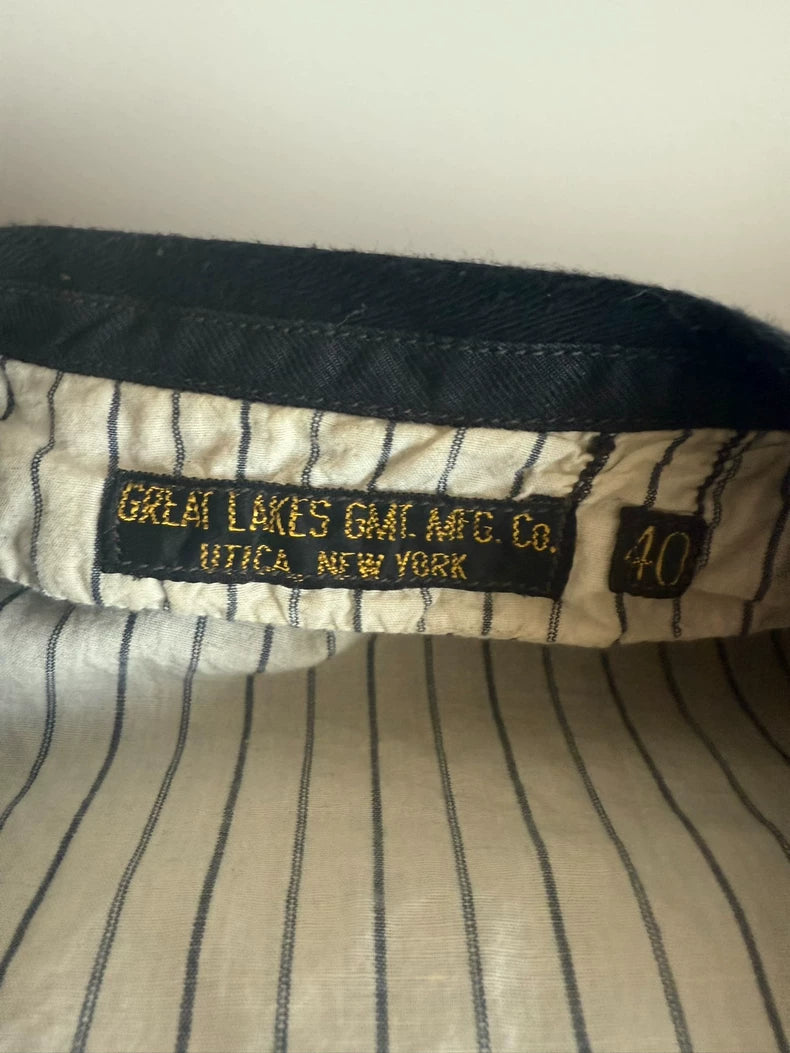 GREAT LAKES GMT. MFG. Co.
UTICA, NEW YORK
40